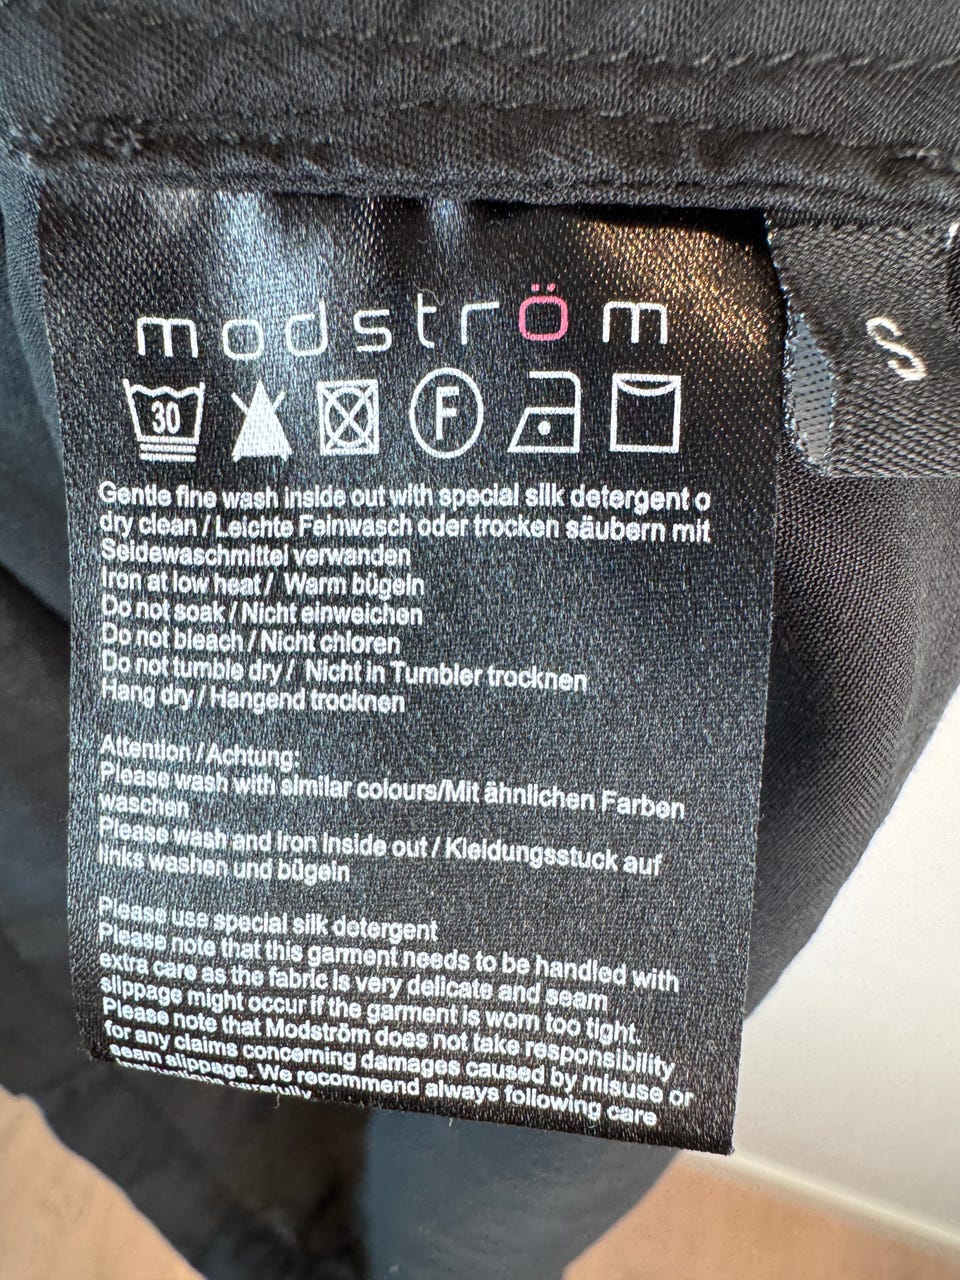 modström
S
30
F
Gentle fine wash inside out with special silk detergent o
dry clean / Leichte Feinwasch oder trocken säubern mit
Seidewaschmittel verwanden
Iron at low heat / Warm bügeln
Do not soak / Nicht einweichen
Do not bleach / Nicht chloren
Do not tumble dry / Nicht in Tumbler trocknen
Hang dry / Hangend trocknen
Attention / Achtung:
Please wash with similar colours/Mit ähnlichen Farben
waschen
Please wash and iron inside out / Kleidungsstuck auf
links washen und bügeln
Please use special silk detergent
Please note that this garment needs to be handled with
extra care as the fabric is very delicate and seam
slippage might occur if the garment is worn too tight.
Please note that Modström does not take responsibility
for any claims concerning damages caused by misuse or
seam slippage. We recommend always following care